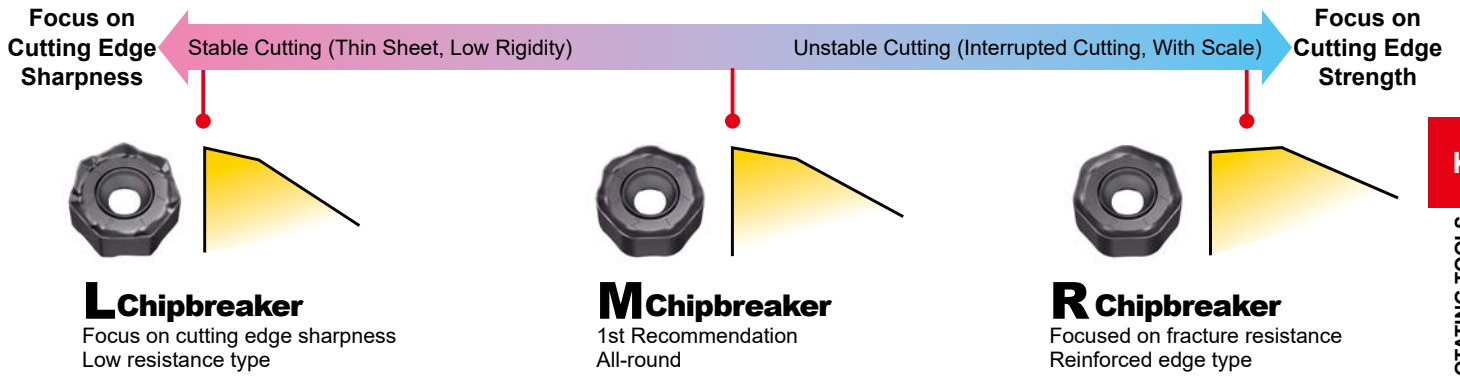 Focus on
Cutting Edge
Sharpness
Stable Cutting (Thin Sheet, Low Rigidity)
Unstable Cutting (Interrupted Cutting, With Scale)
Focus on
Cutting Edge
Strength
L Chipbreaker
Focus on cutting edge sharpness
Low resistance type
M Chipbreaker
1st Recommendation
All-round
R Chipbreaker
Focused on fracture resistance
Reinforced edge type